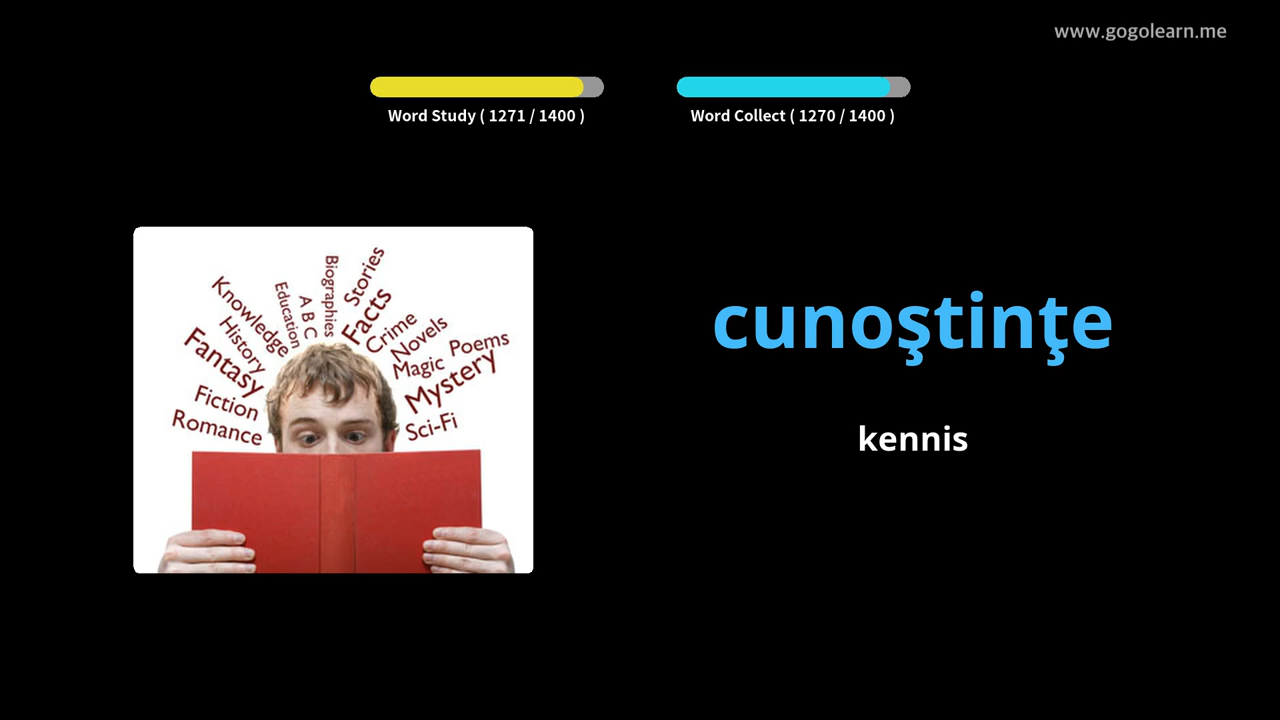 www.gogolearn.me
Word Study ( 1271 / 1400 )
Word Collect ( 1270 / 1400 )
Biographies
Stories
Education
A B C
Facts
Knowledge
History
Crime
Novels
Fantasy
Magic
Poems
Mystery
Fiction
Romance
Sci-Fi
cunoştinţe
kennis